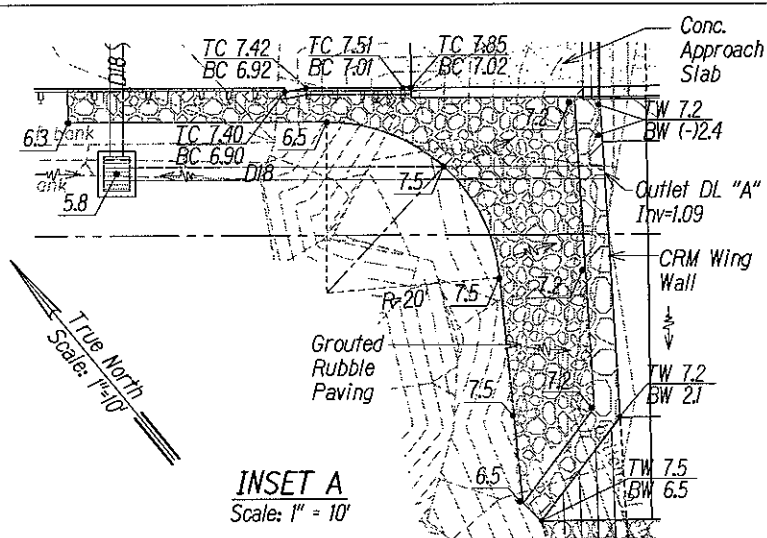 TC 7.42
BC 6.92
TC 7.51
BC 7.01
TC 7.85
BC 7.02
Conc.
Approach
Slab
D18
TC 7.40
BC 6.90
6.5
7.2
TW 7.2
BW (-)2.4
6.3
bank
D18
5.8
7.5
Outlet DL "A"
Inv=1.09
CRM Wing
Wall
R=20'
7.5
7.2
True North
Scale: 1"=10'
Grouted
Rubble
Paving
7.5
7.2
TW 7.2
BW 2.1
6.5
TW 7.5
BW 6.5
INSET A
Scale: 1" = 10'